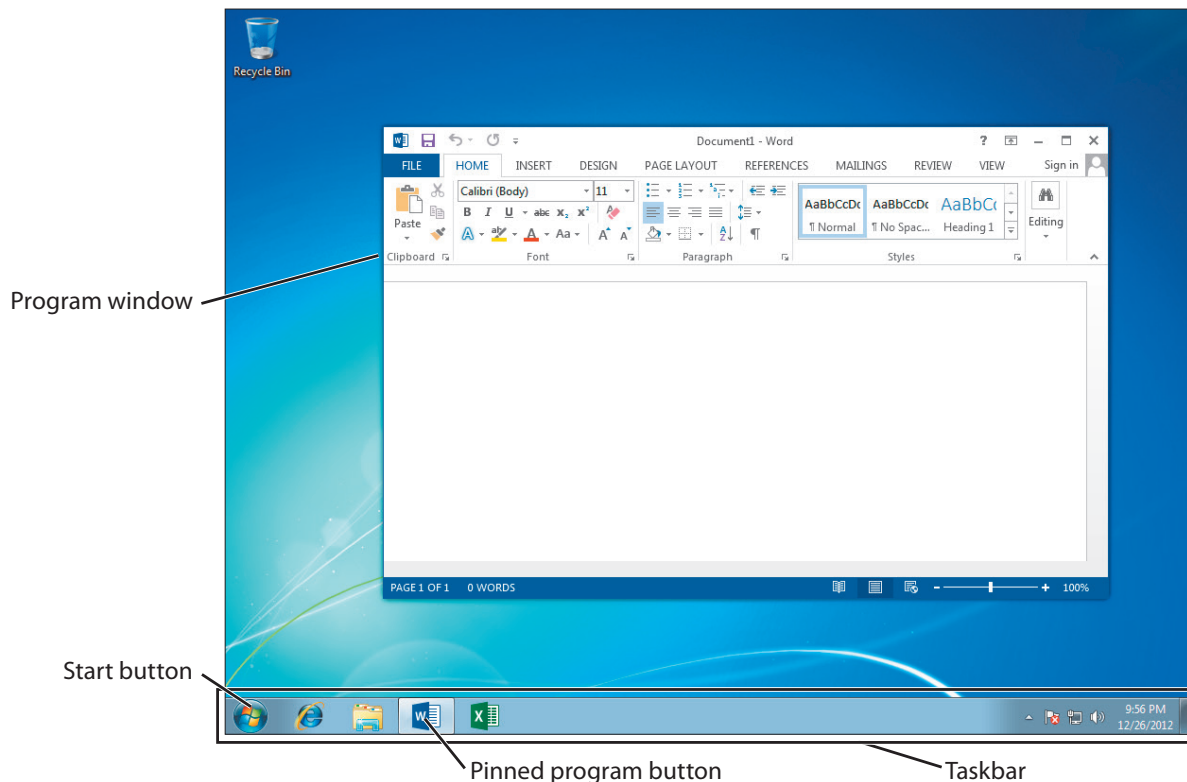 Recycle Bin
Document1 - Word
FILE HOME INSERT DESIGN PAGE LAYOUT REFERENCES MAILINGS REVIEW VIEW Sign in
Calibri (Body) 11
Paste
B I U abc X₂ X² 
A ab A Aa A A
AaBbCcDc AaBbCcDc AaBbCc
¶ Normal ¶ No Spac... Heading 1
Editing
Clipboard Font Paragraph Styles
Program window
PAGE 1 OF 1 0 WORDS 100%
Start button
9:56 PM
12/26/2012
Pinned program button
Taskbar